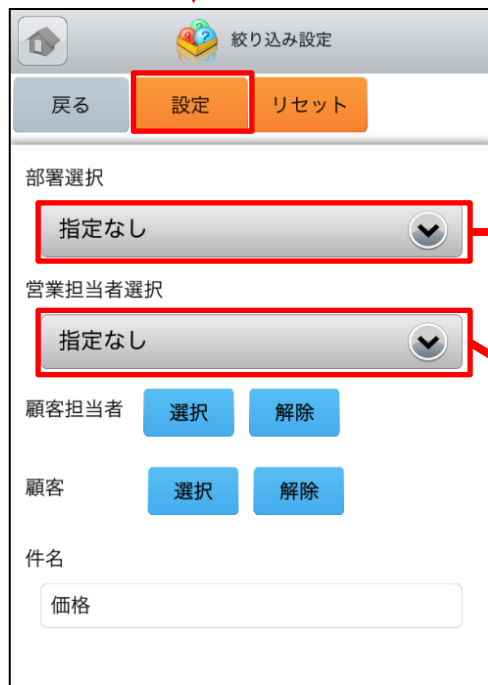 絞り込み設定
戻る 設定 リセット
部署選択
指定なし
営業担当者選択
指定なし
顧客担当者 選択 解除
顧客 選択 解除
件名
価格